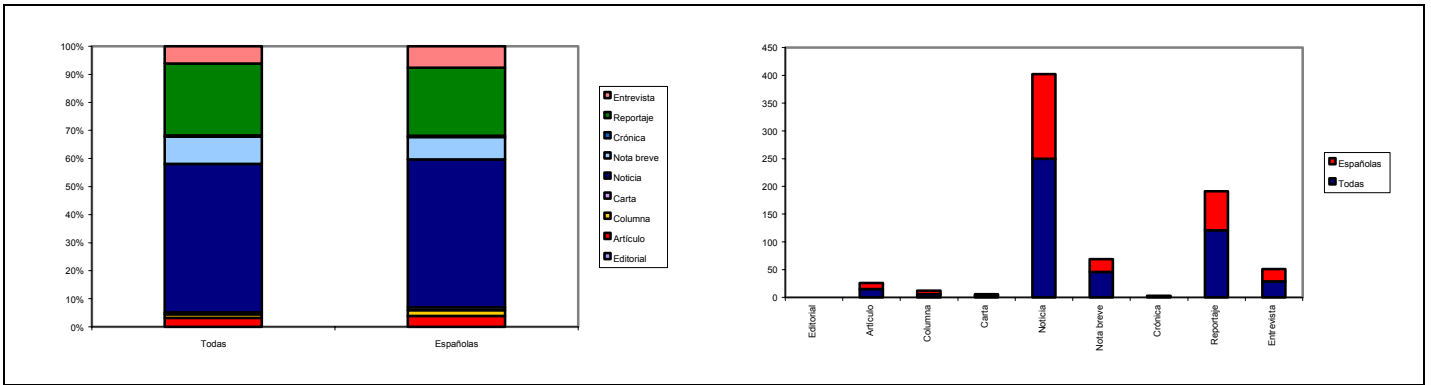 100%
90%
80%
70%
60%
50%
40%
30%
20%
10%
0%
Todas
Españolas
Entrevista
Reportaje
Crónica
Nota breve
Noticia
Carta
Columna
Artículo
Editorial
450
400
350
300
250
200
150
100
50
0
Editorial
Artículo
Columna
Carta
Noticia
Nota breve
Crónica
Reportaje
Entrevista
Españolas
Todas